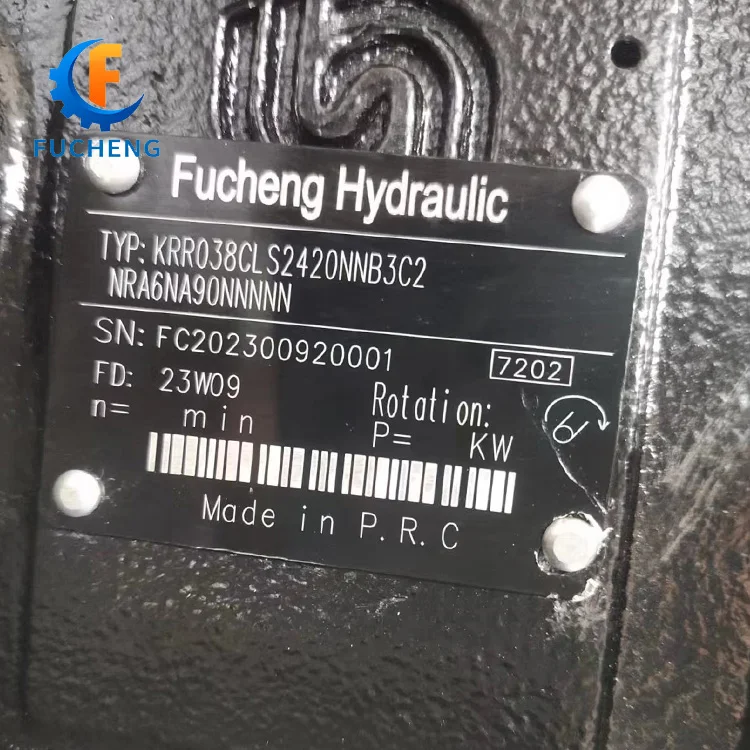 FUCHENG
Fucheng Hydraulic
TYP: KRR038CLS2420NNB3C2
NRA6NA90NNNNN
SN: FC202300920001
7202
FD: 23W09
Rotation:
n= min
P= KW
Made in P.R.C